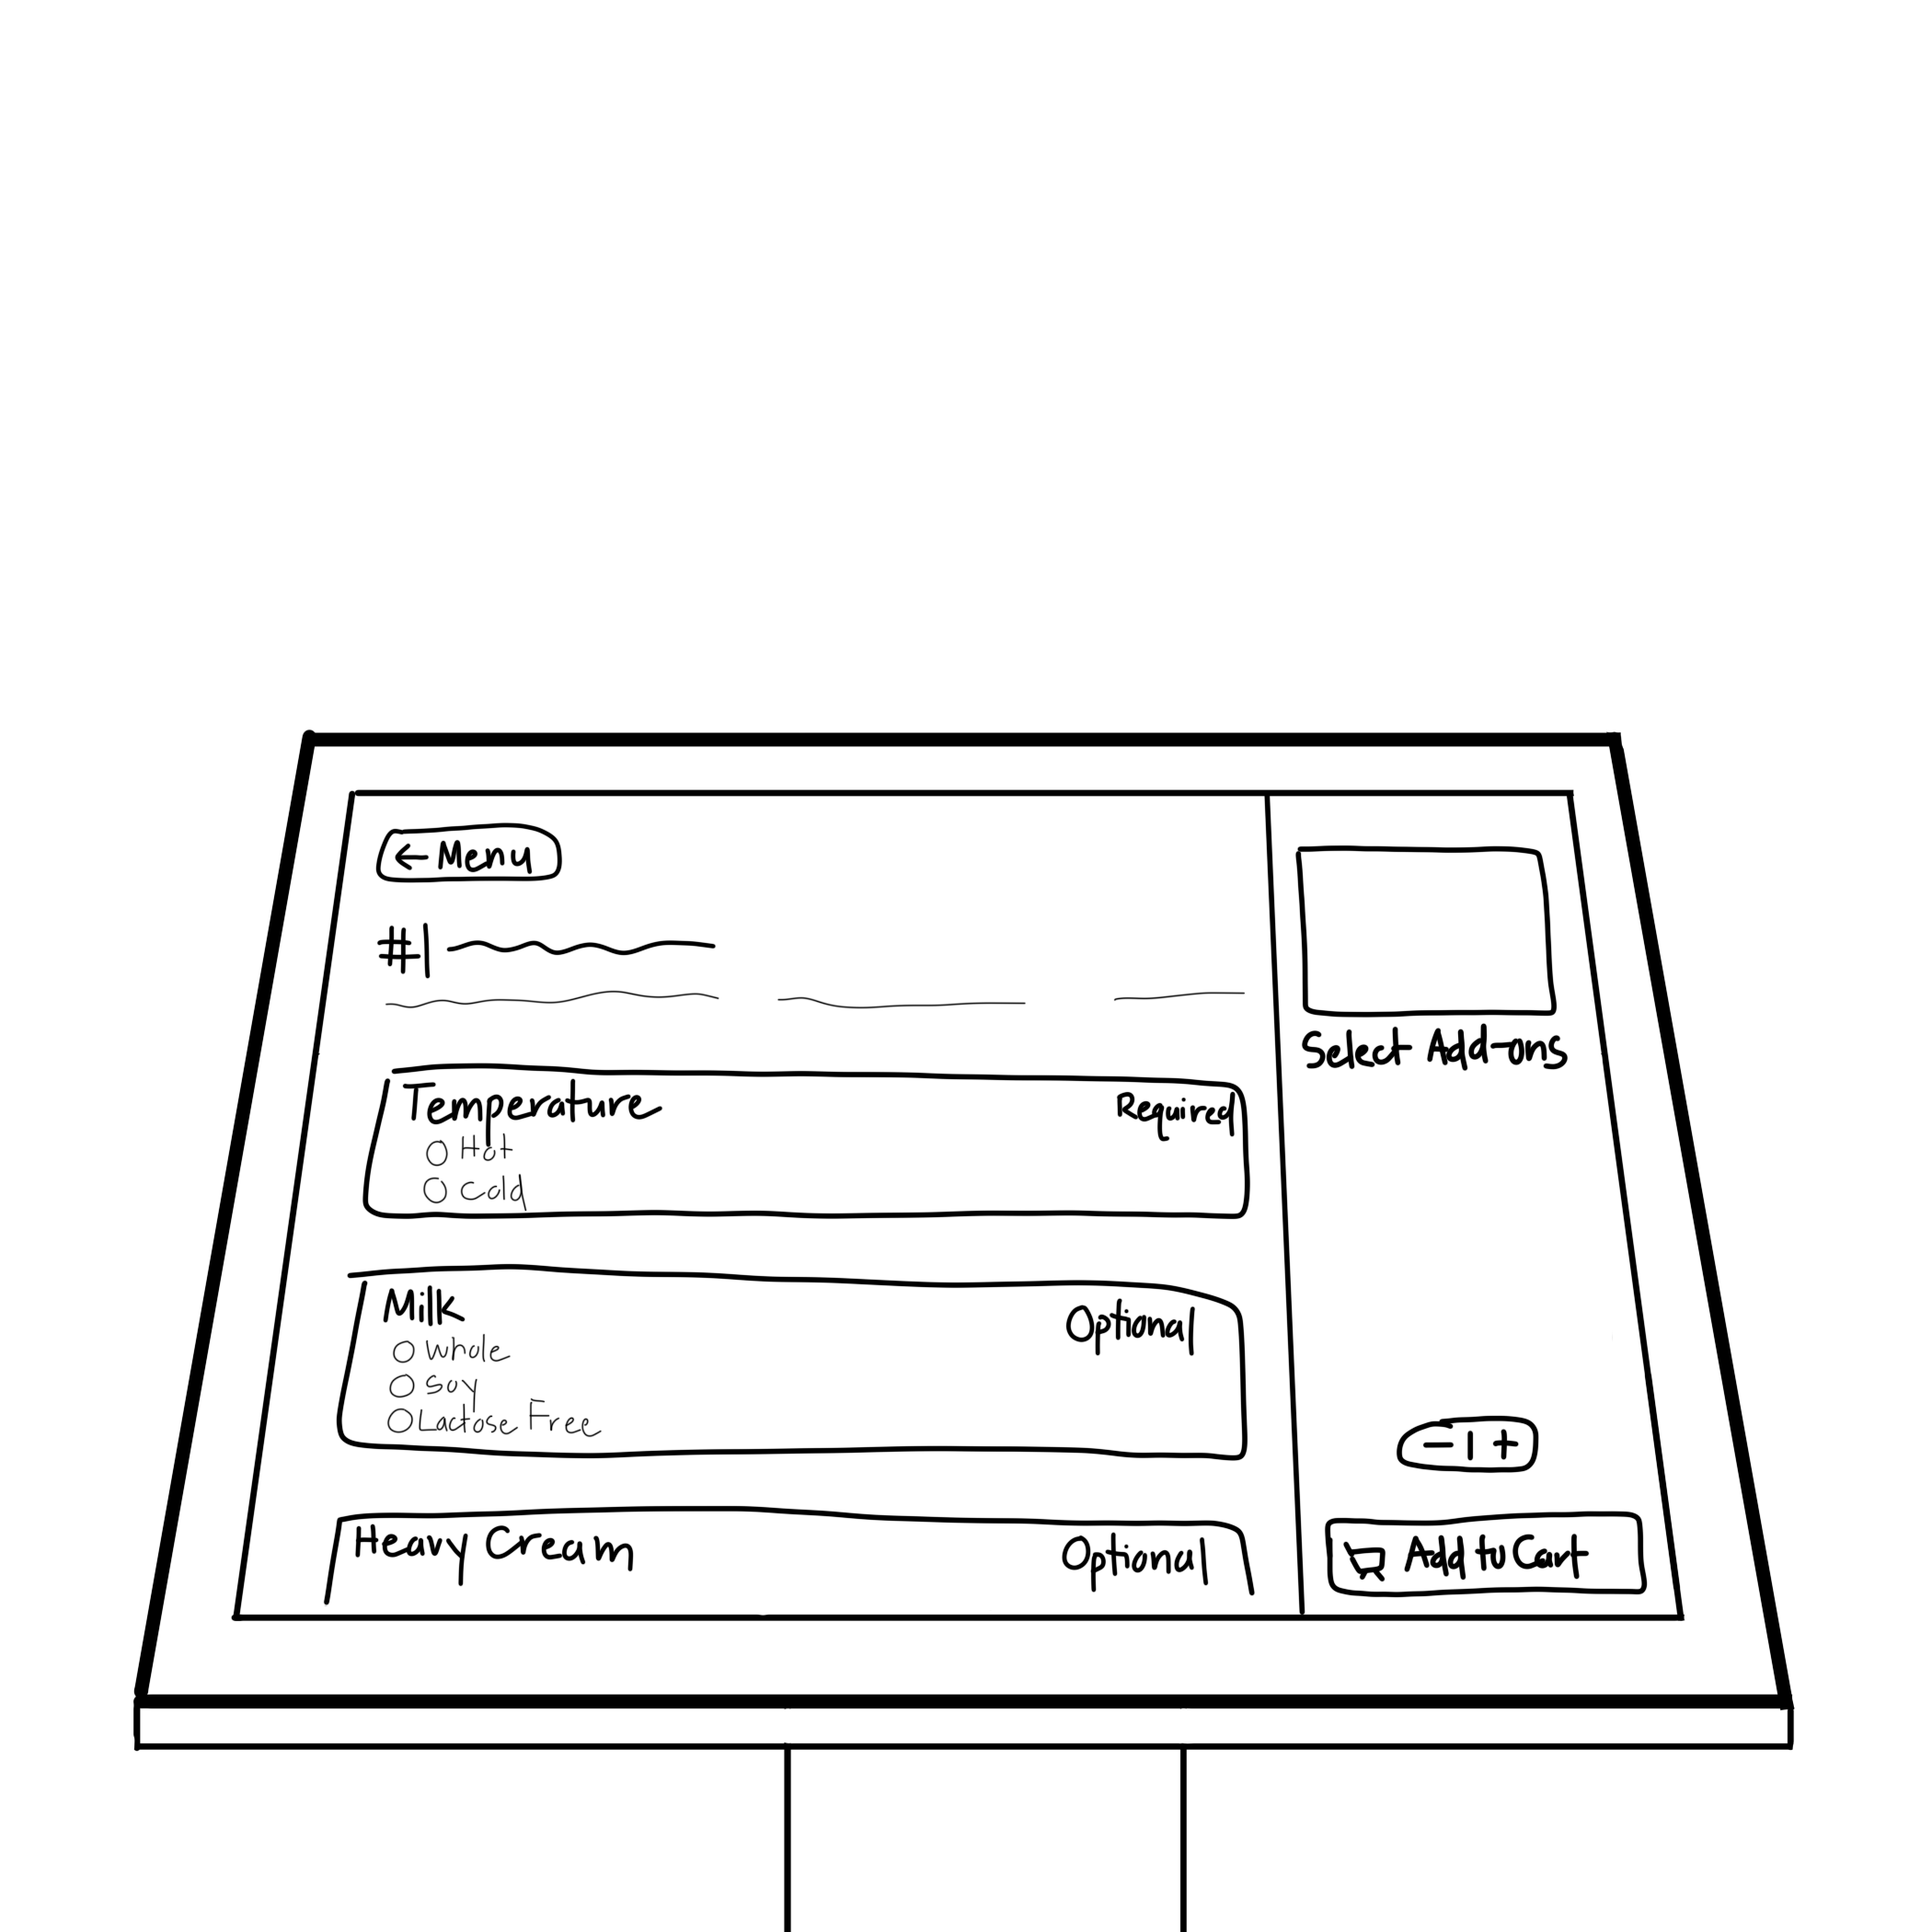 ← Menu
#1
Temperature Required
Hot
Cold
Milk Optional
Whole
Soy
Lactose Free
Heavy Cream Optional
Select Add-ons
- 1 +
Add to Cart